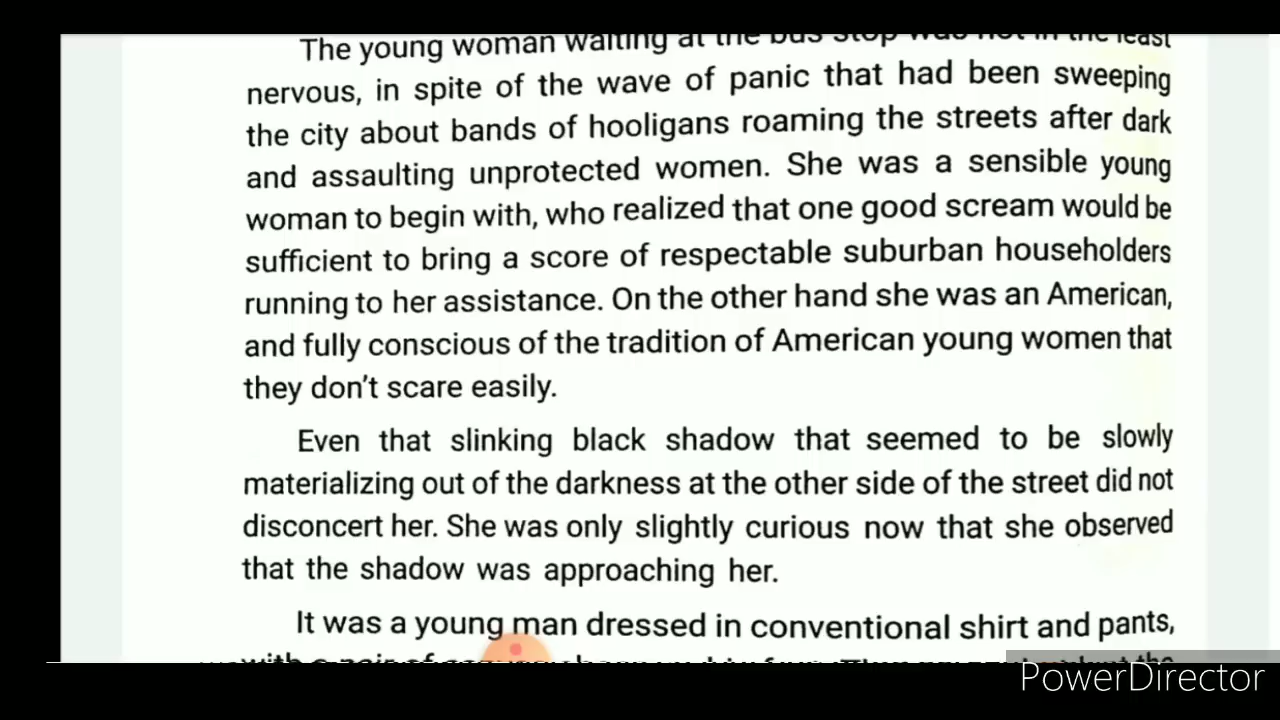 The young woman waiting at the bus stop was not in the least
nervous, in spite of the wave of panic that had been sweeping
the city about bands of hooligans roaming the streets after dark
and assaulting unprotected women. She was a sensible young
woman to begin with, who realized that one good scream would be
sufficient to bring a score of respectable suburban householders
running to her assistance. On the other hand she was an American,
and fully conscious of the tradition of American young women that
they don't scare easily.
Even that slinking black shadow that seemed to be slowly
materializing out of the darkness at the other side of the street did not
disconcert her. She was only slightly curious now that she observed
that the shadow was approaching her.
It was a young man dressed in conventional shirt and pants,
with a pair of
PowerDirector